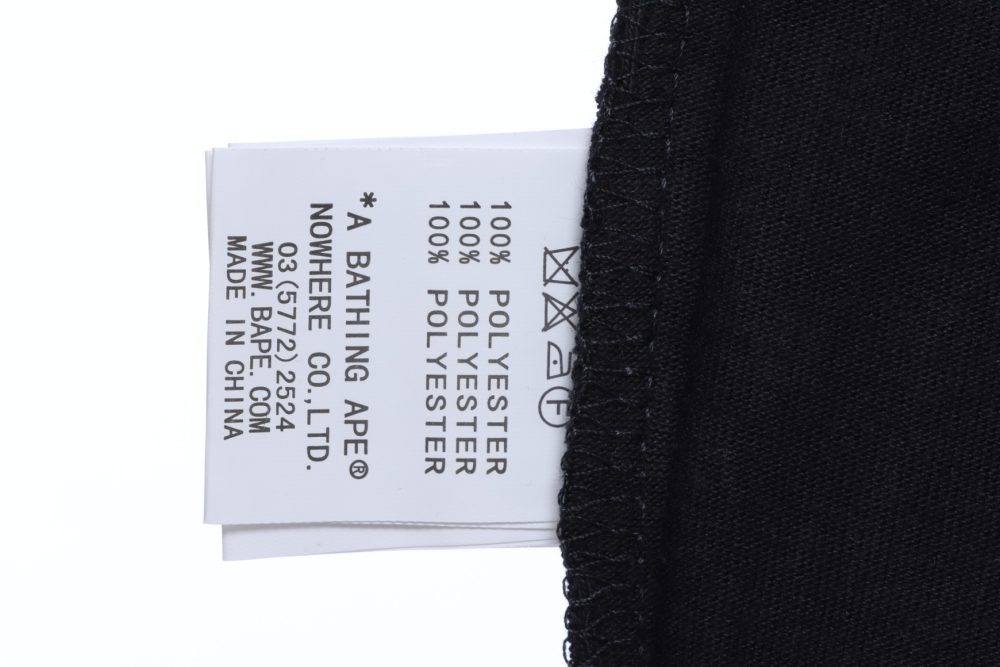 100% POLYESTER
100% POLYESTER
100% POLYESTER
*A BATHING APE®
NOWHERE CO.,LTD.
03(5772)2524
WWW.BAPE.COM
MADE IN CHINA
F